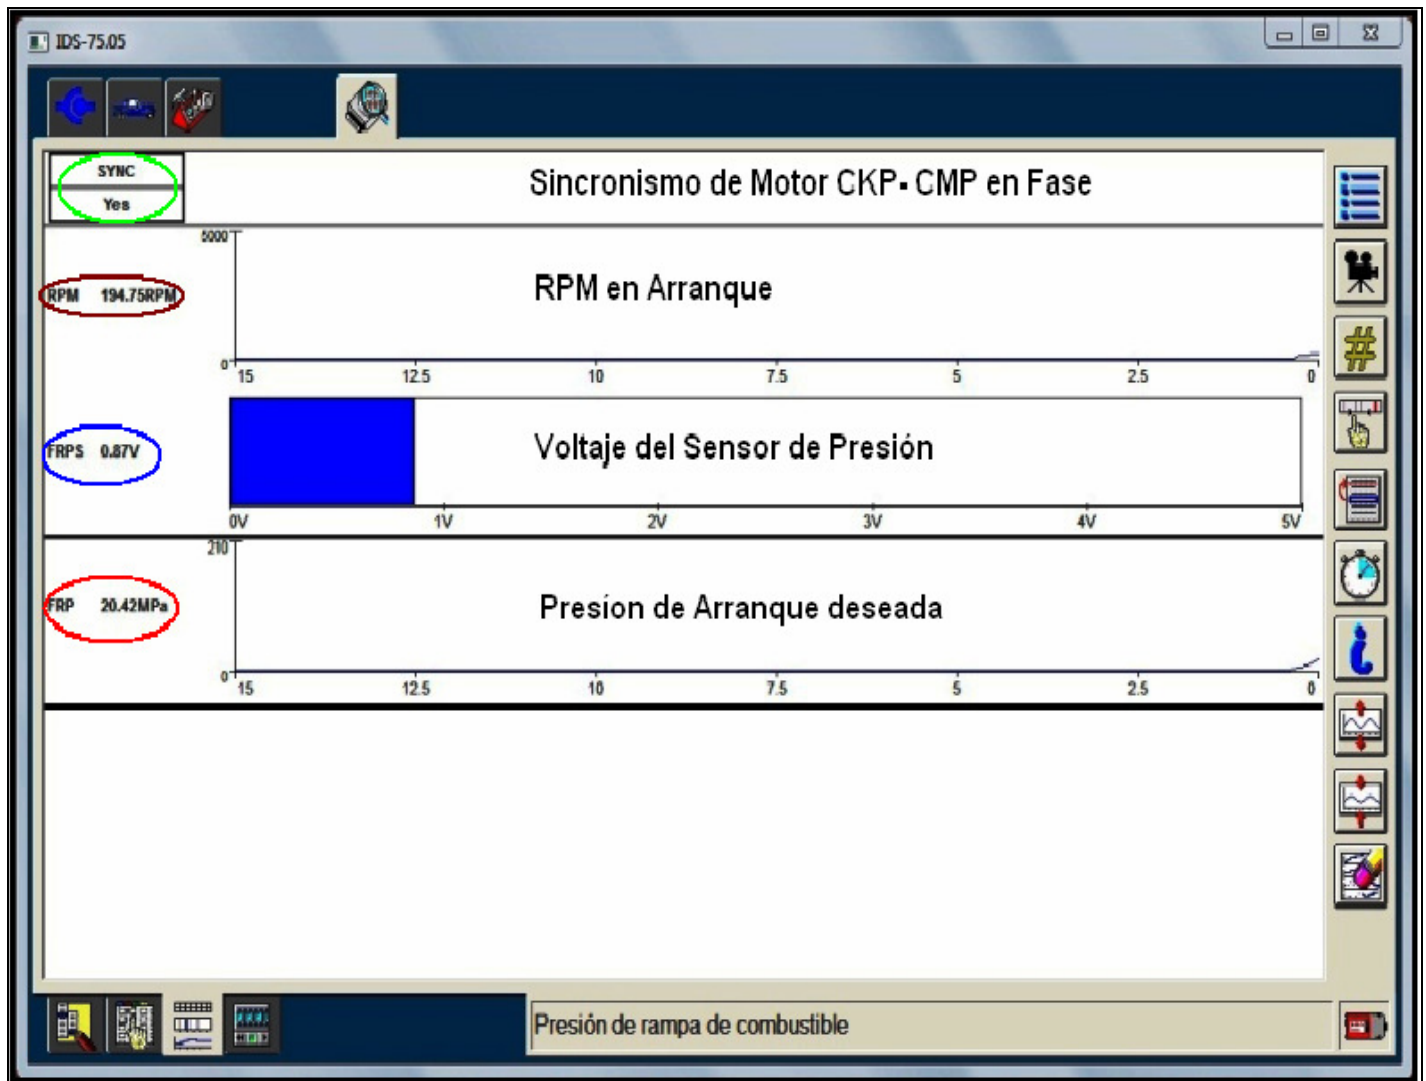 IDS-75.05
SYNC
Yes
Sincronismo de Motor CKP- CMP en Fase
5000
RPM 194.75RPM
RPM en Arranque
0
15 12.5 10 7.5 5 2.5 0
FRPS 0.87V
Voltaje del Sensor de Presión
0V 1V 2V 3V 4V 5V
210
FRP 20.42MPa
Presíon de Arranque deseada
0
15 12.5 10 7.5 5 2.5 0
Presión de rampa de combustible